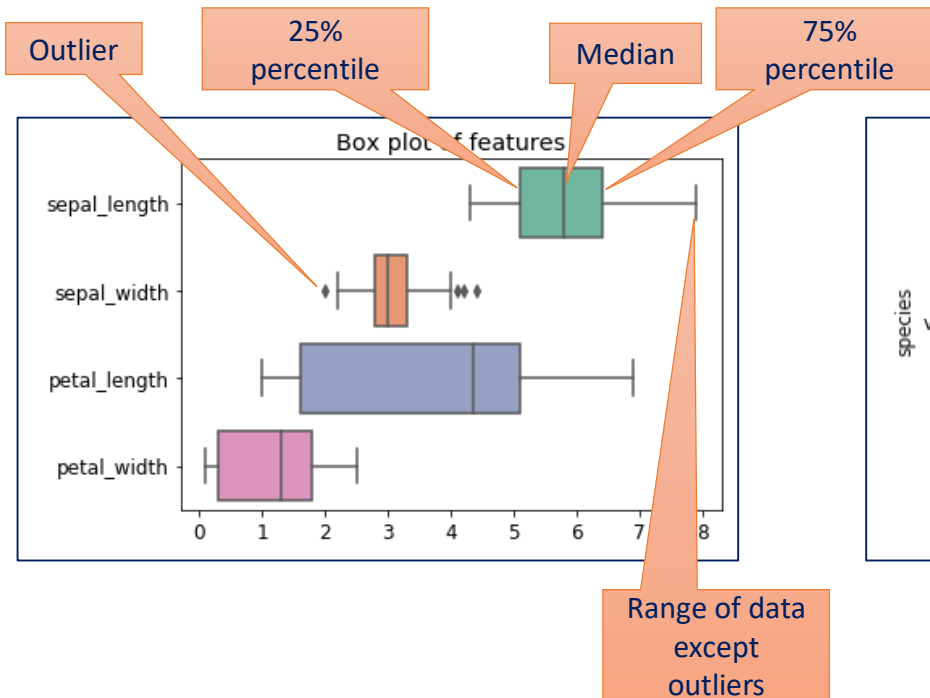 Outlier
25%
percentile
Median
75%
percentile
Box plot of features
sepal_length
sepal_width
petal_length
petal_width
0 1 2 3 4 5 6 7 8
species
Range of data
except
outliers